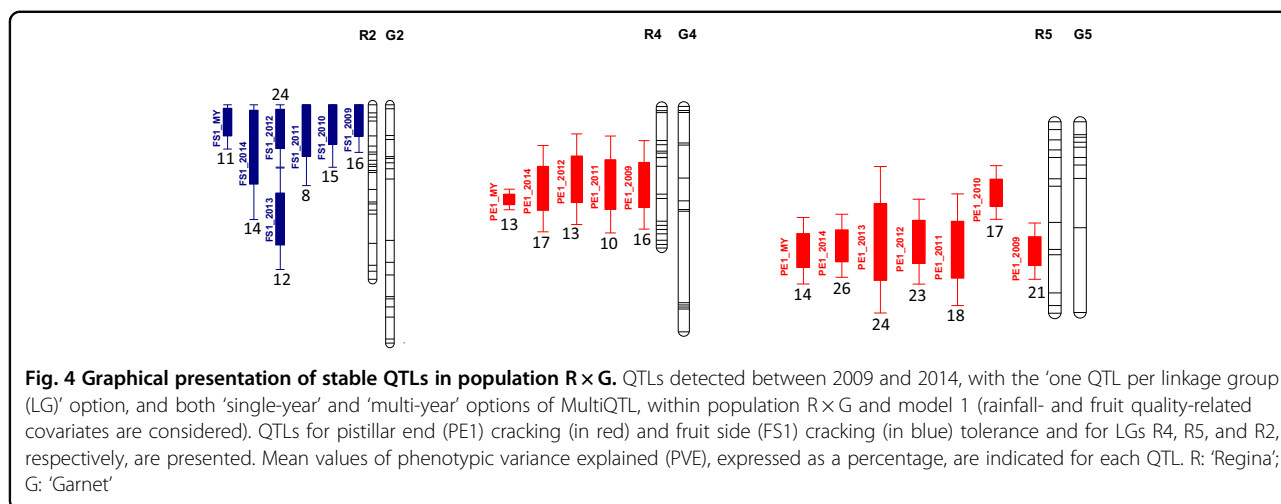 R2 G2
R4 G4
R5 G5
24
FS1_MY
FS1_2014
FS1_2012
FS1_2011
FS1_2010
FS1_2009
11
14
FS1_2013
12
8
15
16
PE1_MY
PE1_2014
PE1_2012
PE1_2011
PE1_2009
13
17
13
10
16
PE1_MY
PE1_2014
PE1_2013
PE1_2012
PE1_2011
PE1_2010
PE1_2009
14
26
24
23
18
17
21
Fig. 4 Graphical presentation of stable QTLs in population R × G. QTLs detected between 2009 and 2014, with the ‘one QTL per linkage group
(LG)’ option, and both ‘single-year’ and ‘multi-year’ options of MultiQTL, within population R × G and model 1 (rainfall- and fruit quality-related
covariates are considered). QTLs for pistillar end (PE1) cracking (in red) and fruit side (FS1) cracking (in blue) tolerance and for LGs R4, R5, and R2,
respectively, are presented. Mean values of phenotypic variance explained (PVE), expressed as a percentage, are indicated for each QTL. R: ‘Regina’;
G: ‘Garnet’